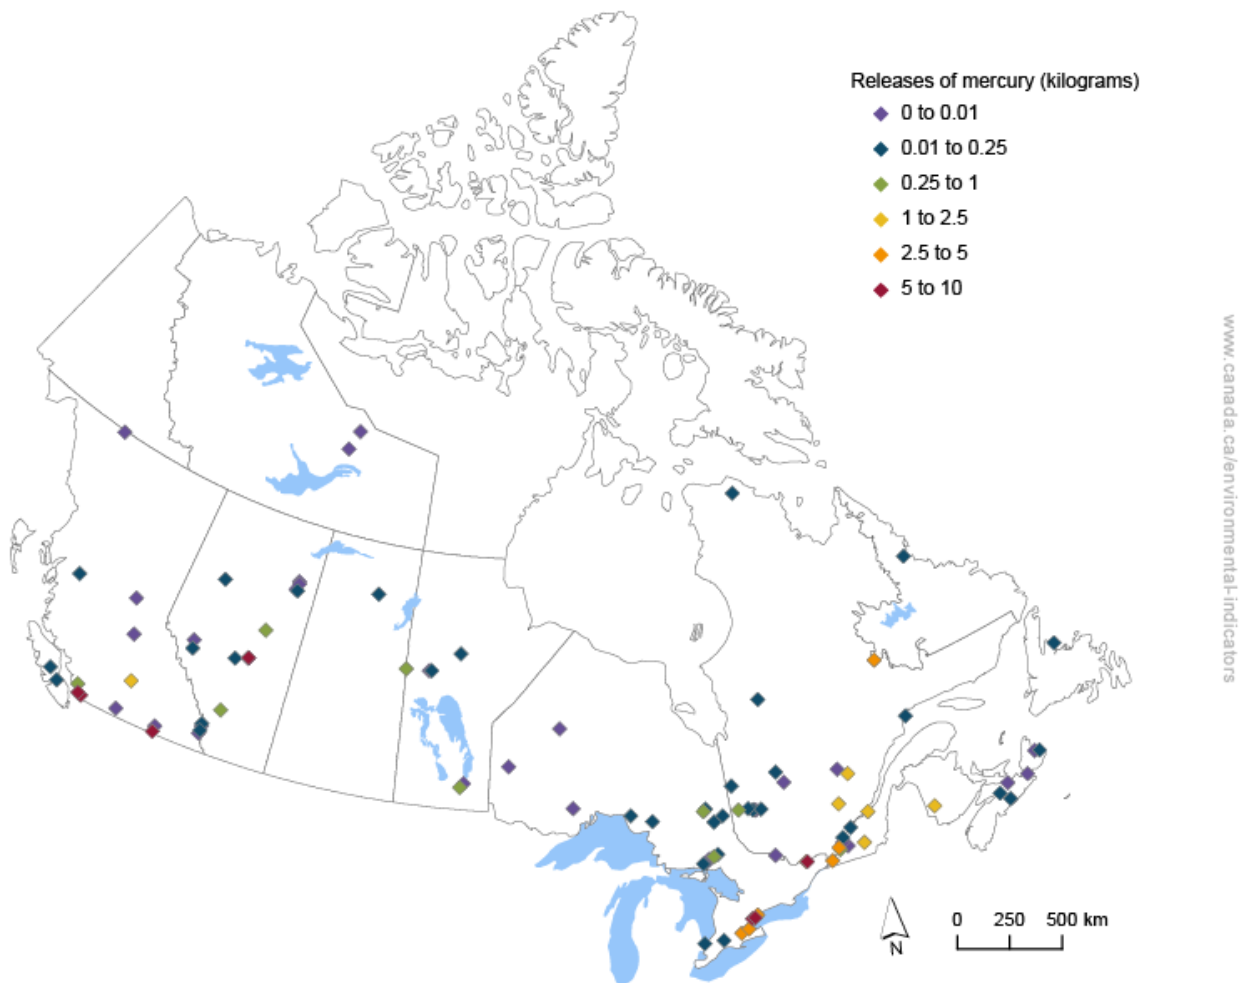 Releases of mercury (kilograms)
0 to 0.01
0.01 to 0.25
0.25 to 1
1 to 2.5
2.5 to 5
5 to 10
www.canada.ca/environmental-indicators
N
0 250 500 km